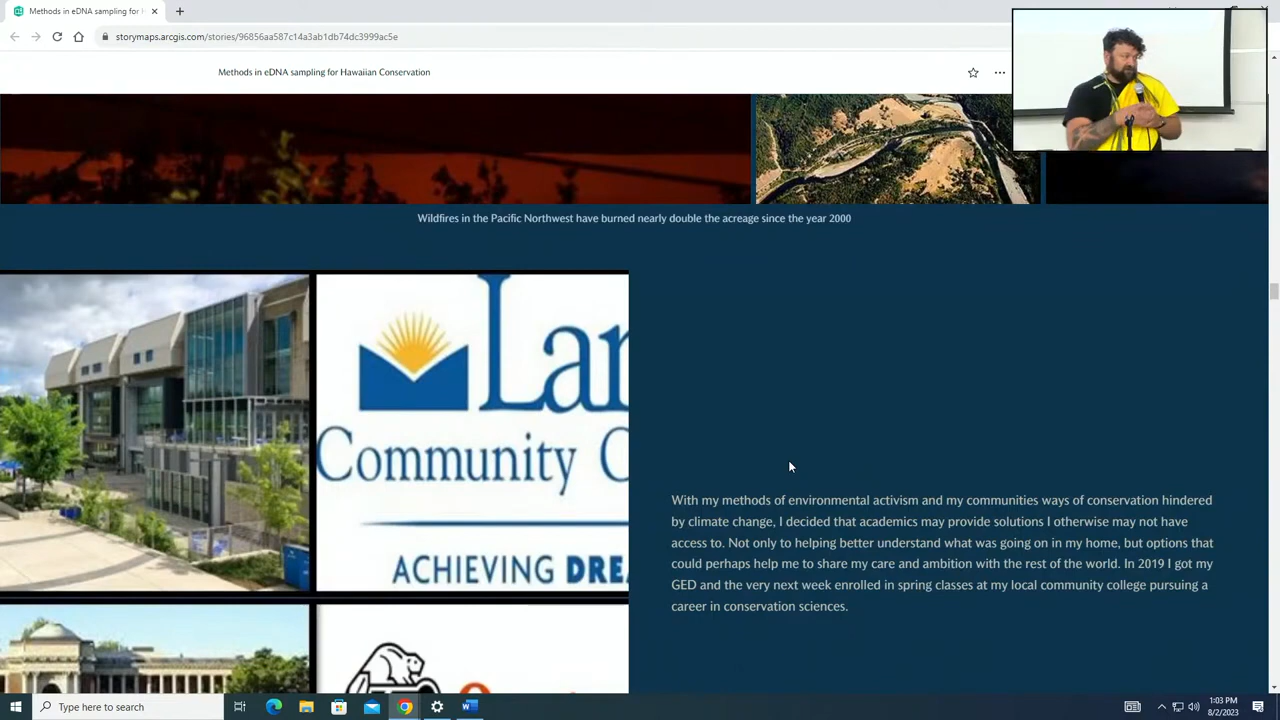 Methods in eDNA sampling for H
storymaps.arcgis.com/stories/96856aa587c14a3ab1db74dc3999ac5e
Methods in eDNA sampling for Hawaiian Conservation
Wildfires in the Pacific Northwest have burned nearly double the acreage since the year 2000
Lan
Community C
ACHIEVING DREA
With my methods of environmental activism and my communities ways of conservation hindered
by climate change, I decided that academics may provide solutions I otherwise may not have
access to. Not only to helping better understand what was going on in my home, but options that
could perhaps help me to share my care and ambition with the rest of the world. In 2019 I got my
GED and the very next week enrolled in spring classes at my local community college pursuing a
career in conservation sciences.
Type here to search
1:03 PM
8/2/2023